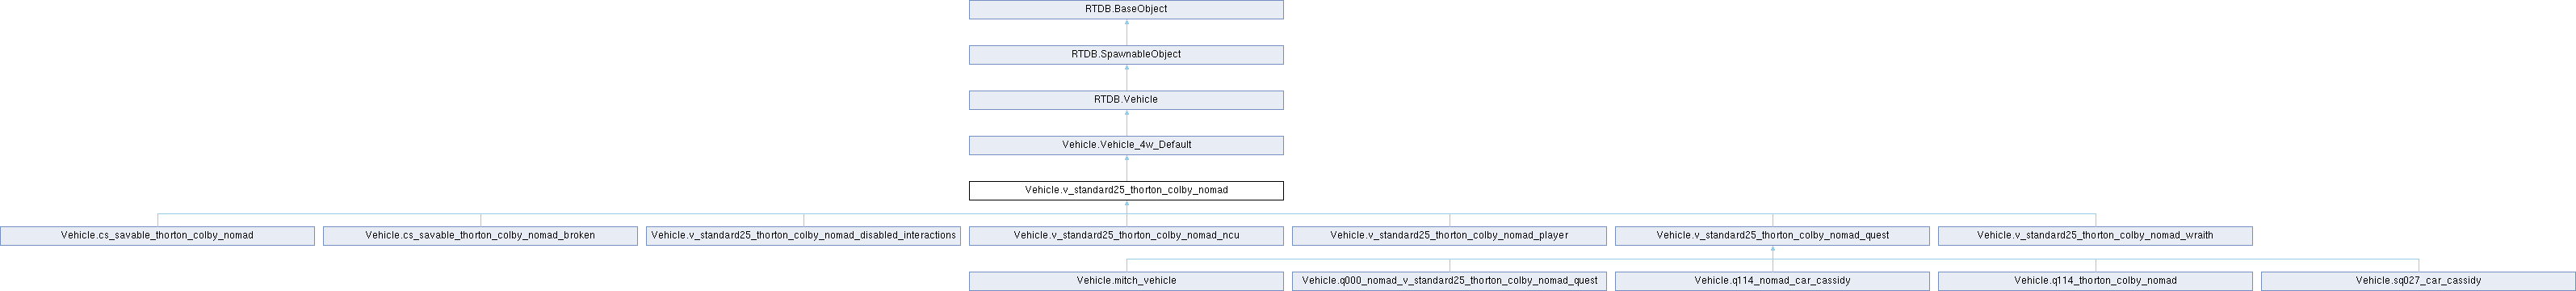 RTDB.BaseObject
RTDB.SpawnableObject
RTDB.Vehicle
Vehicle.Vehicle_4w_Default
Vehicle.v_standard25_thorton_colby_nomad
Vehicle.cs_savable_thorton_colby_nomad
Vehicle.cs_savable_thorton_colby_nomad_broken
Vehicle.v_standard25_thorton_colby_nomad_disabled_interactions
Vehicle.v_standard25_thorton_colby_nomad_ncu
Vehicle.v_standard25_thorton_colby_nomad_player
Vehicle.v_standard25_thorton_colby_nomad_quest
Vehicle.v_standard25_thorton_colby_nomad_wraith
Vehicle.mitch_vehicle
Vehicle.q000_nomad_v_standard25_thorton_colby_nomad_quest
Vehicle.q114_nomad_car_cassidy
Vehicle.q114_thorton_colby_nomad
Vehicle.sq027_car_cassidy